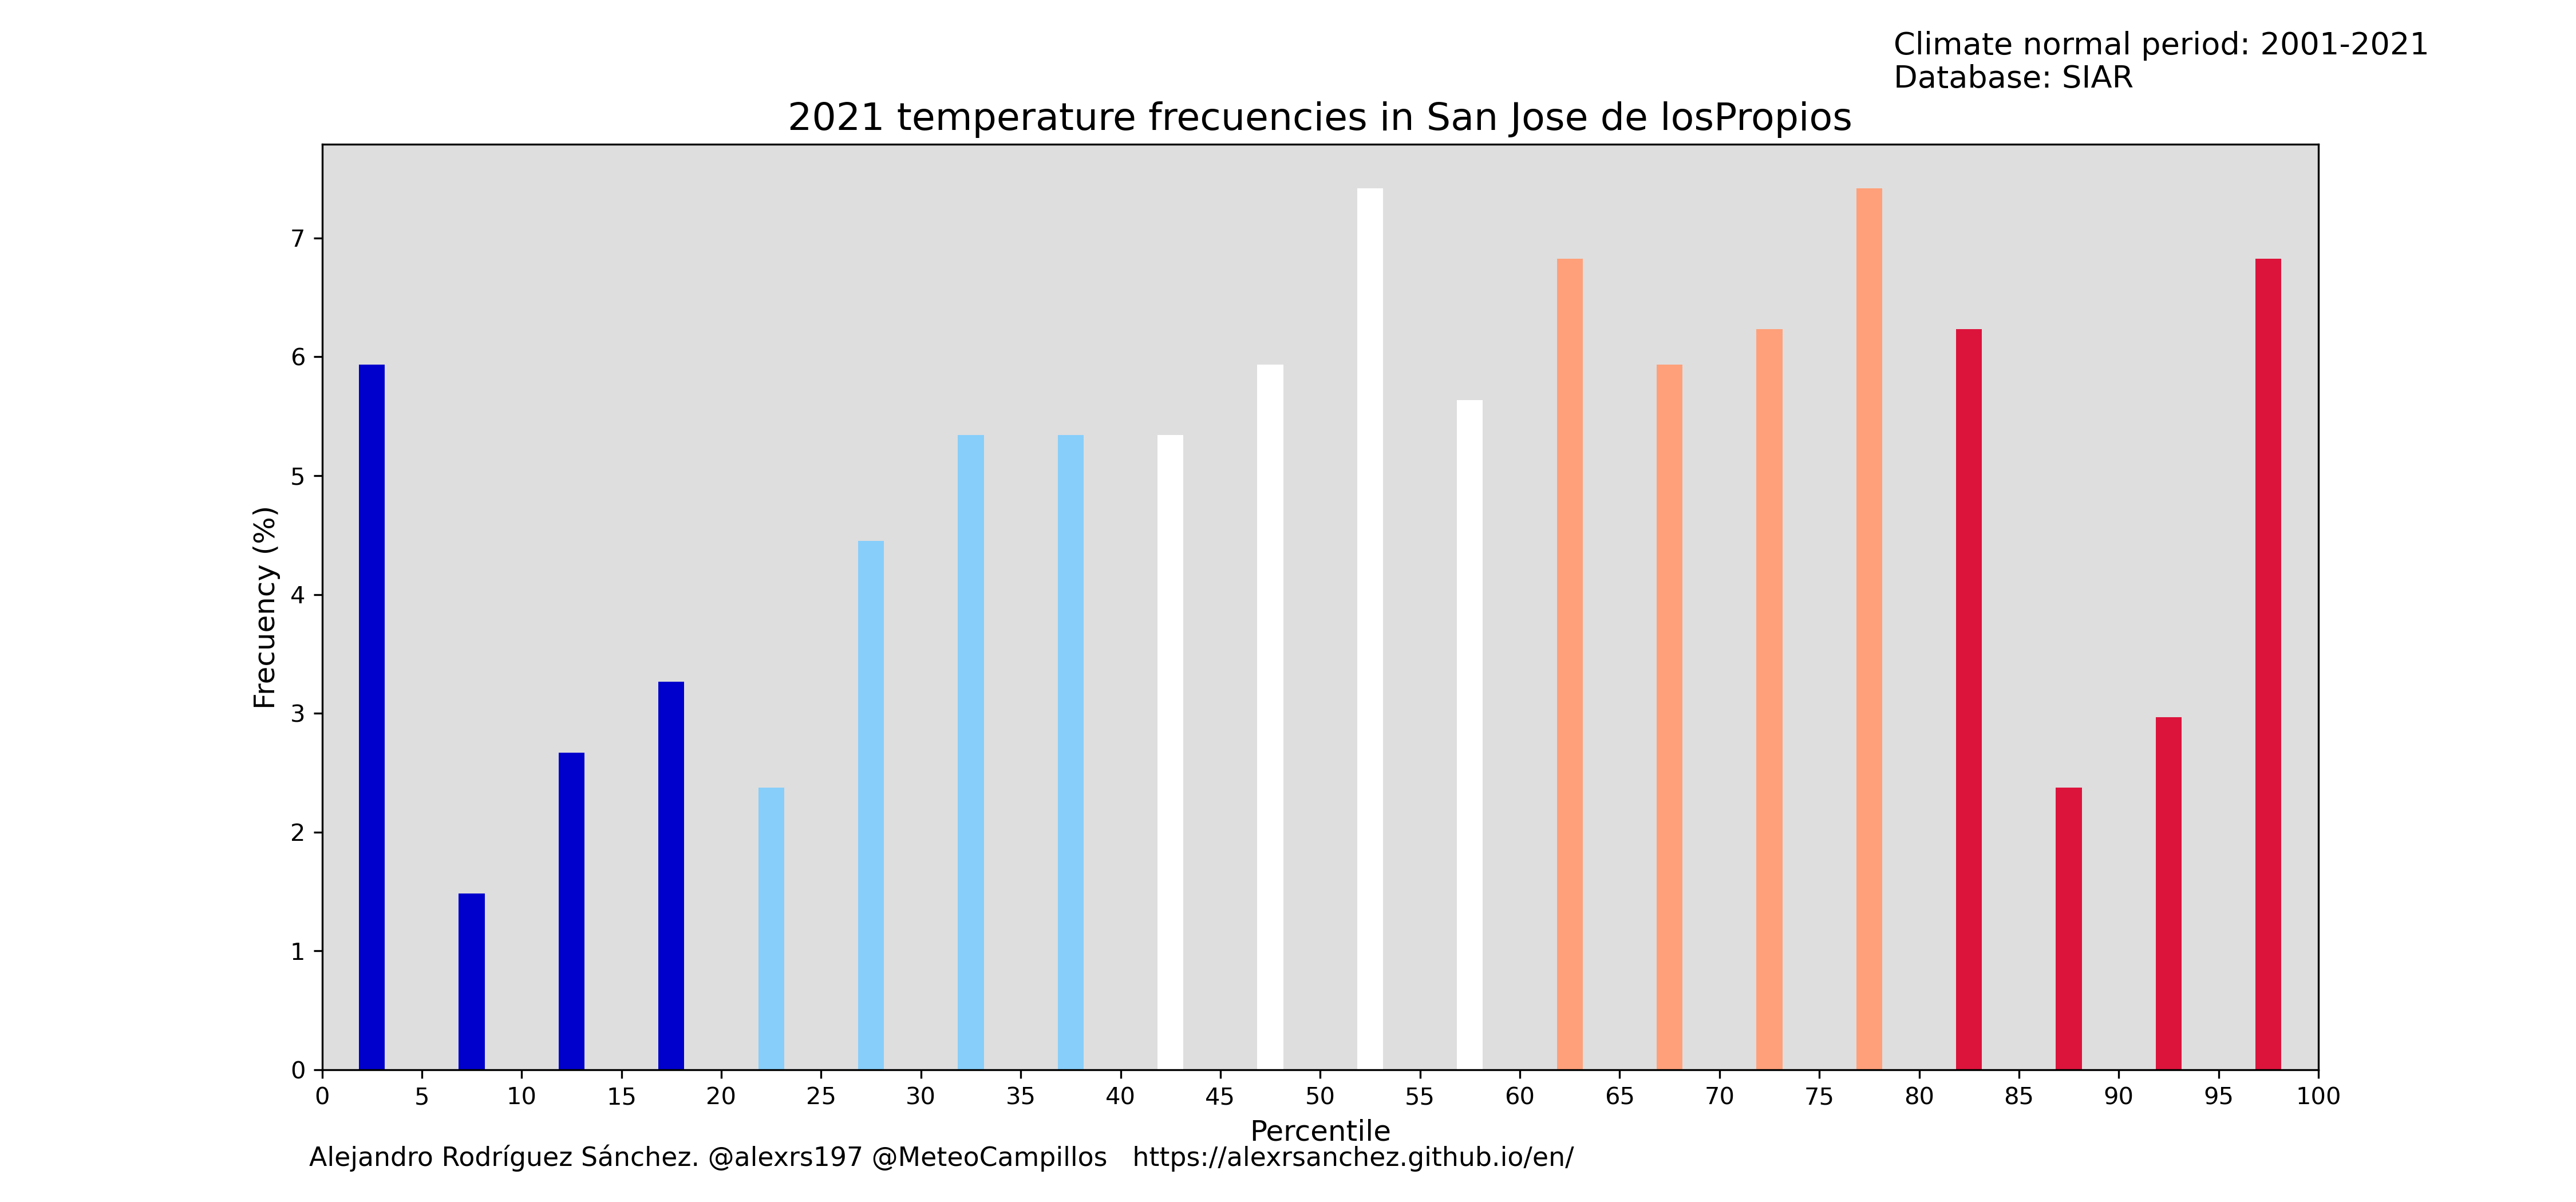 Climate normal period: 2001-2021
Database: SIAR
2021 temperature frecuencies in San Jose de losPropios
Frecuency (%)
7
6
5
4
3
2
1
0
0 5 10 15 20 25 30 35 40 45 50 55 60 65 70 75 80 85 90 95 100
Percentile
Alejandro Rodríguez Sánchez. @alexrs197 @MeteoCampillos https://alexrsanchez.github.io/en/